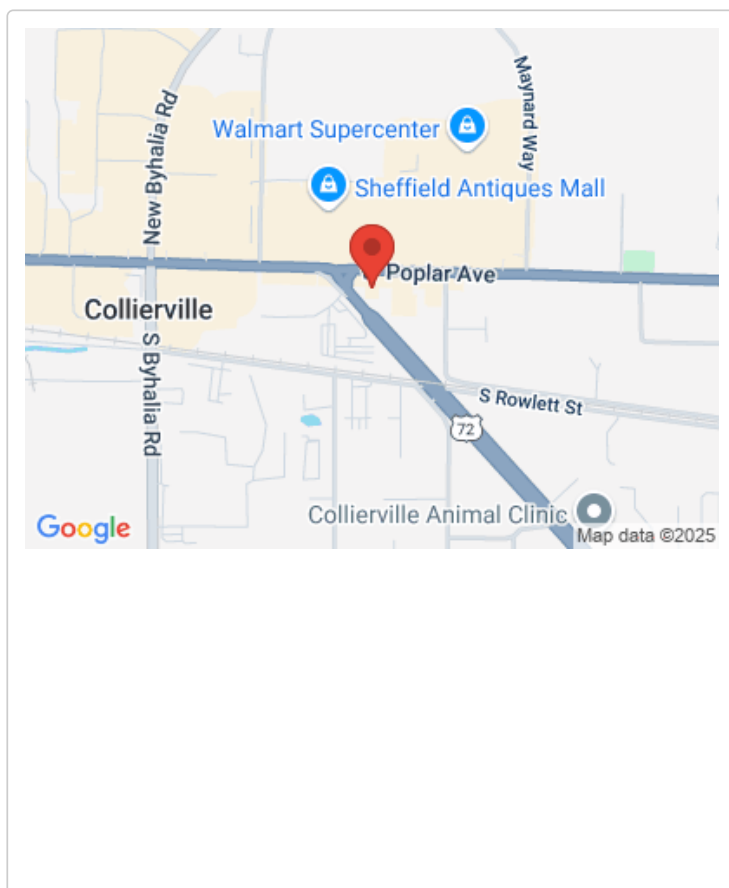 Maynard Way
New Byhalia Rd
Walmart Supercenter
Sheffield Antiques Mall
Poplar Ave
Collierville
S Byhalia Rd
S Rowlett St
72
Collierville Animal Clinic
Google
Map data ©2025